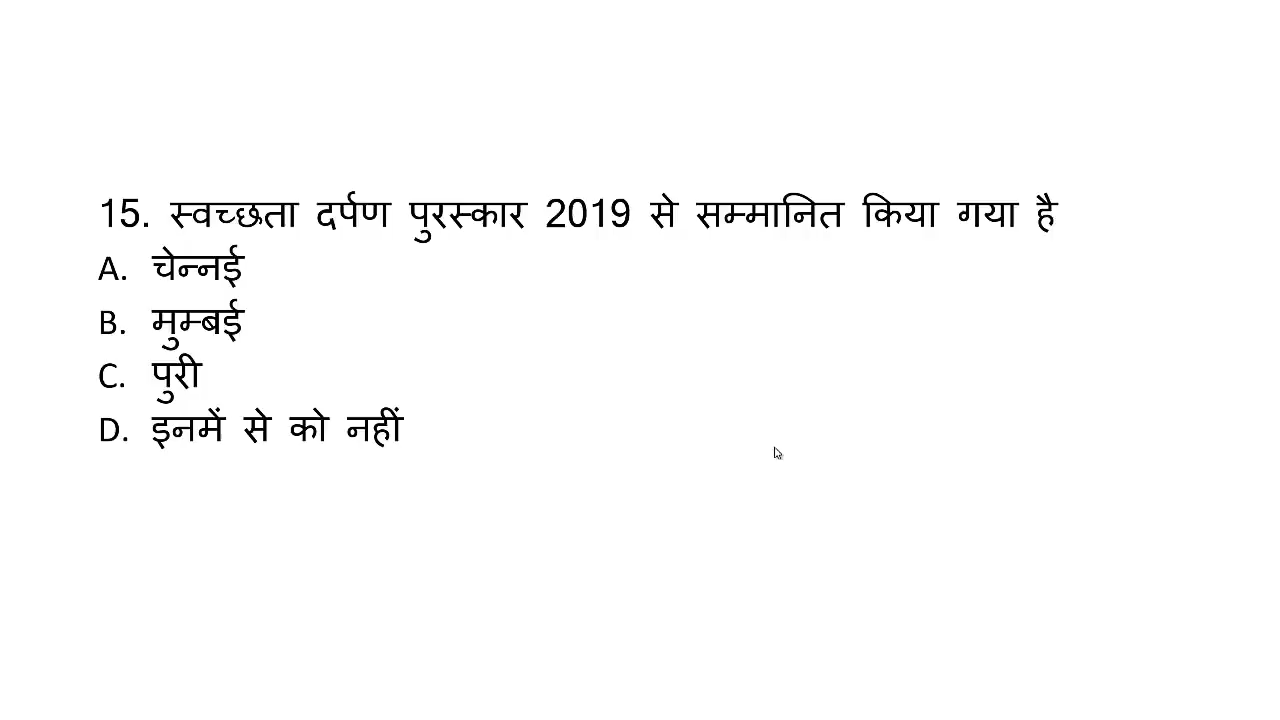 15. स्वच्छता दर्पण पुरस्कार 2019 से सम्मानित किया गया है
A. चेन्नई
B. मुम्बई
C. पुरी
D. इनमें से को नहीं